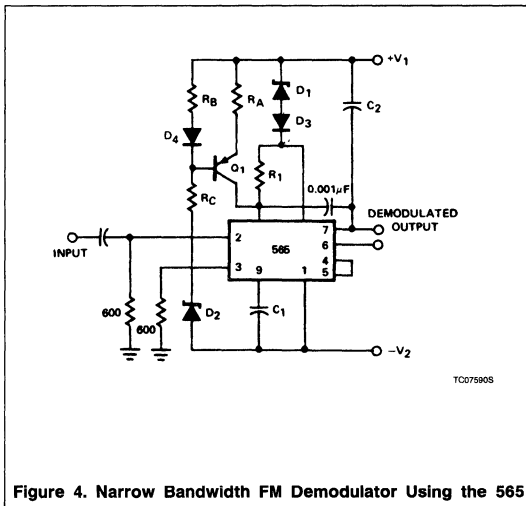 +V1
RB
RA
D1
C2
D4
D3
Q1
R1
RC
0.001μF
DEMODULATED
OUTPUT
7
2
6
INPUT
565
4
3
9
1
5
600
600
D2
C1
−V2
TC07590S
Figure 4. Narrow Bandwidth FM Demodulator Using the 565